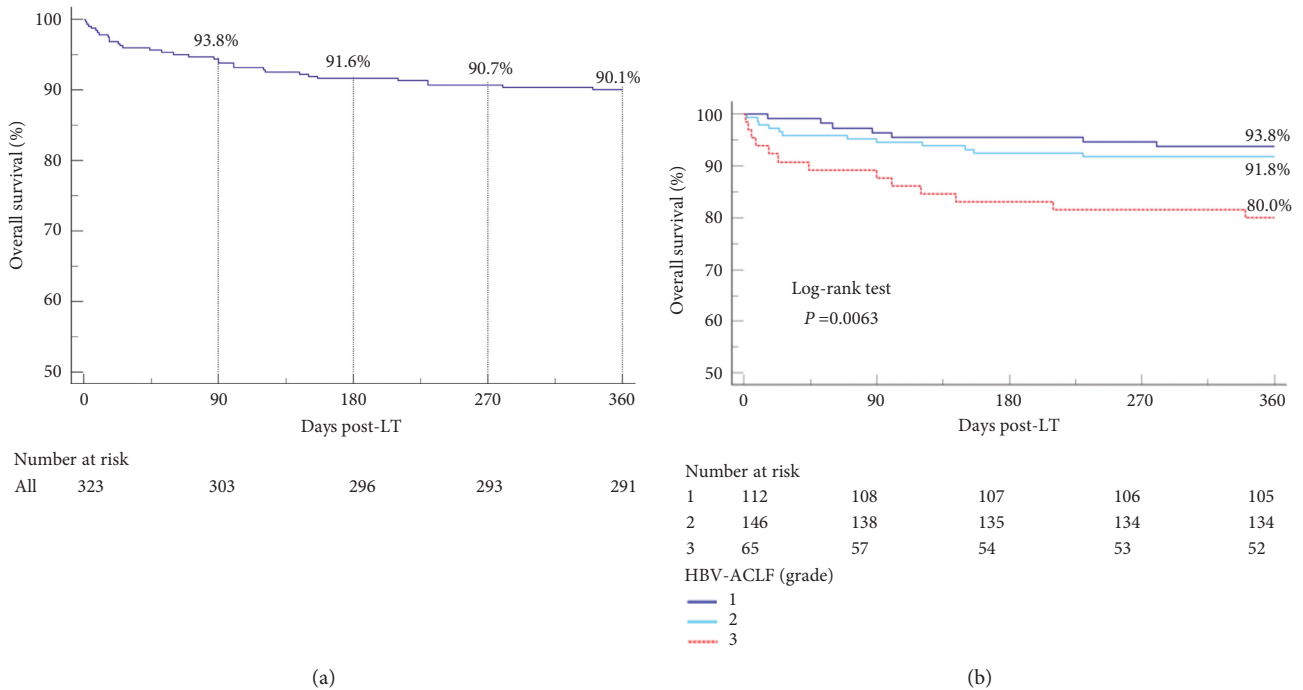 Overall survival (%)
100
90
80
70
60
50
93.8%
91.6%
90.7%
90.1%
0 90 180 270 360
Days post-LT
Number at risk
All 323 303 296 293 291
(a)
Overall survival (%)
100
90
80
70
60
50
93.8%
91.8%
80.0%
Log-rank test
P =0.0063
0 90 180 270 360
Days post-LT
Number at risk
1 112 108 107 106 105
2 146 138 135 134 134
3 65 57 54 53 52
HBV-ACLF (grade)
1
2
3
(b)